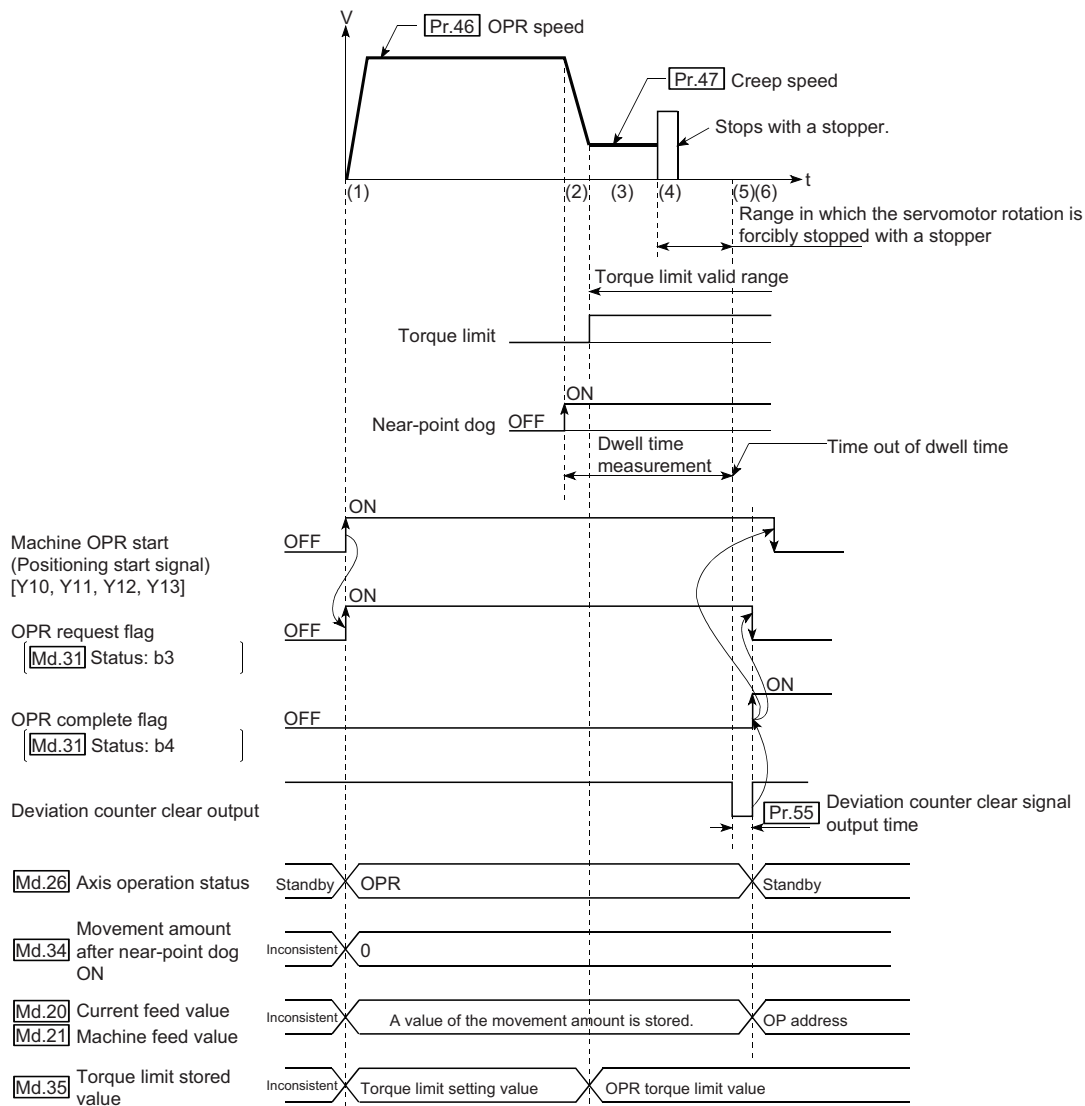 V
Pr.46 OPR speed
Pr.47 Creep speed
Stops with a stopper.
t
(1) (2) (3) (4) (5)(6)
Range in which the servomotor rotation is
forcibly stopped with a stopper
Torque limit valid range
Torque limit
ON
Near-point dog OFF
Dwell time
measurement
Time out of dwell time
ON
Machine OPR start
(Positioning start signal)
[Y10, Y11, Y12, Y13]
OFF
ON
OPR request flag
Md.31 Status: b3
OFF
ON
OPR complete flag
Md.31 Status: b4
OFF
Deviation counter clear output
Pr.55 Deviation counter clear signal
output time
Md.26 Axis operation status Standby OPR Standby
Md.34 Movement amount
after near-point dog
ON
Inconsistent 0
Md.20 Current feed value
Md.21 Machine feed value
Inconsistent A value of the movement amount is stored. OP address
Md.35 Torque limit stored
value
Inconsistent Torque limit setting value OPR torque limit value